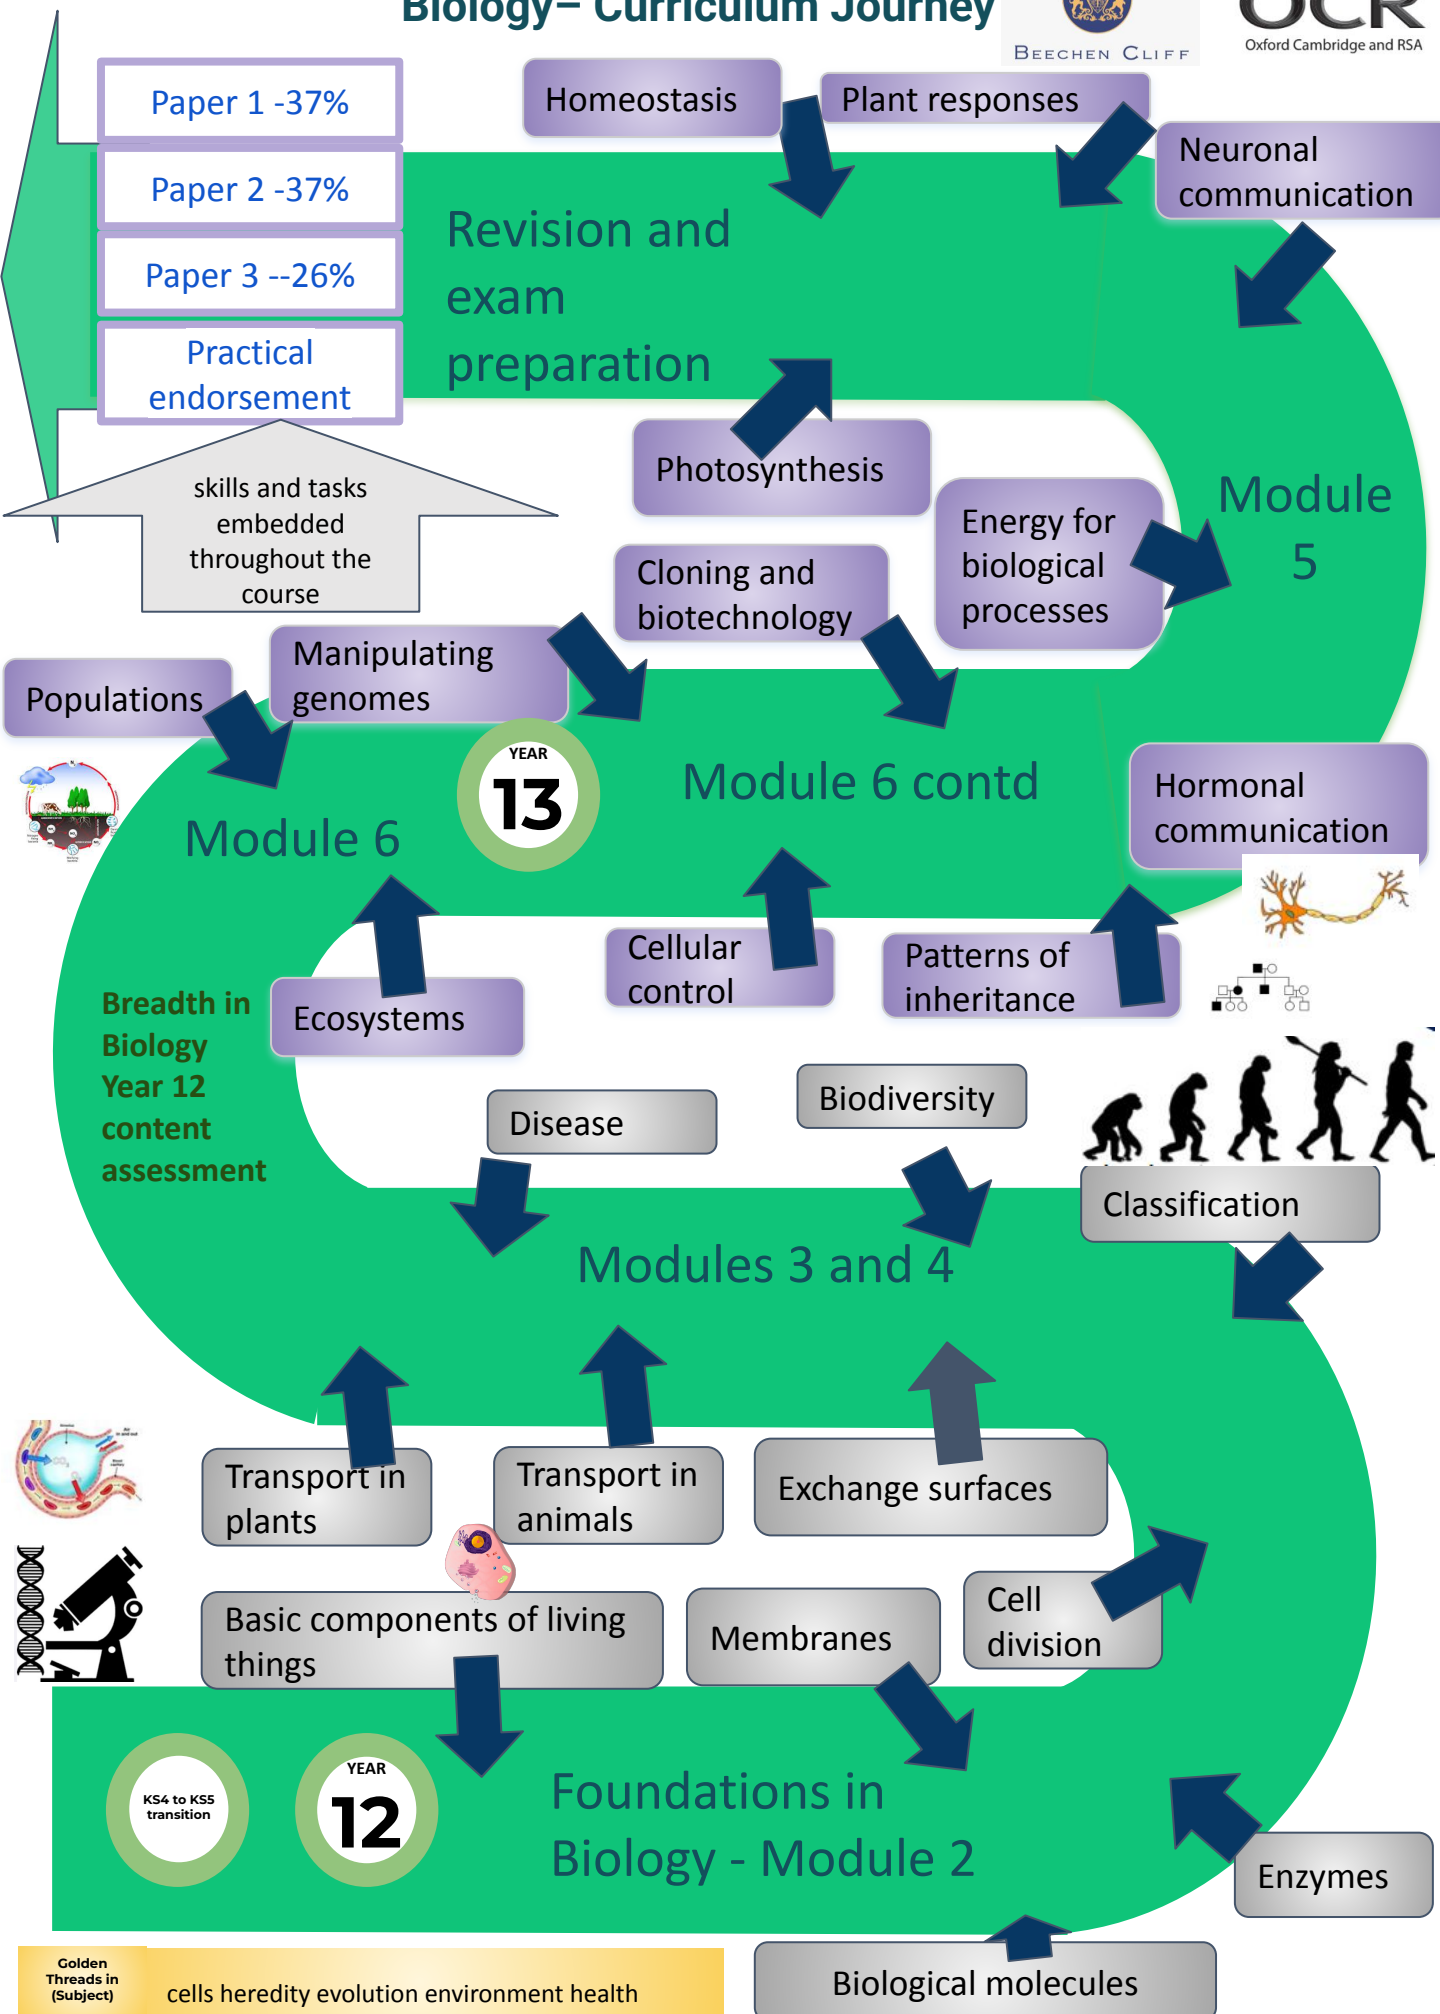 Biology– Curriculum Journey
BEECHEN CLIFF
OCR
Oxford Cambridge and RSA
Paper 1 -37%
Paper 2 -37%
Paper 3 --26%
Practical
endorsement
skills and tasks
embedded
throughout the
course
Homeostasis
Plant responses
Neuronal
communication
Revision and
exam
preparation
Photosynthesis
Energy for
biological
processes
Module
5
Cloning and
biotechnology
Manipulating
genomes
Populations
YEAR
13
Module 6 contd
Module 6
Hormonal
communication
Cellular
control
Patterns of
inheritance
Ecosystems
Breadth in
Biology
Year 12
content
assessment
Disease
Biodiversity
Classification
Modules 3 and 4
Transport in
plants
Transport in
animals
Exchange surfaces
Basic components of living
things
Membranes
Cell
division
KS4 to KS5
transition
YEAR
12
Foundations in
Biology - Module 2
Enzymes
Biological molecules
Golden
Threads in
(Subject)
cells heredity evolution environment health